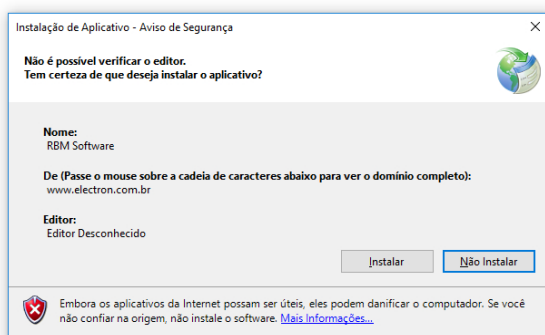 Instalação de Aplicativo - Aviso de Segurança
Não é possível verificar o editor.
Tem certeza de que deseja instalar o aplicativo?
Nome:
RBM Software
De (Passe o mouse sobre a cadeia de caracteres abaixo para ver o domínio completo):
www.electron.com.br
Editor:
Editor Desconhecido
Instalar
Não Instalar
Embora os aplicativos da Internet possam ser úteis, eles podem danificar o computador. Se você
não confiar na origem, não instale o software. Mais Informações...